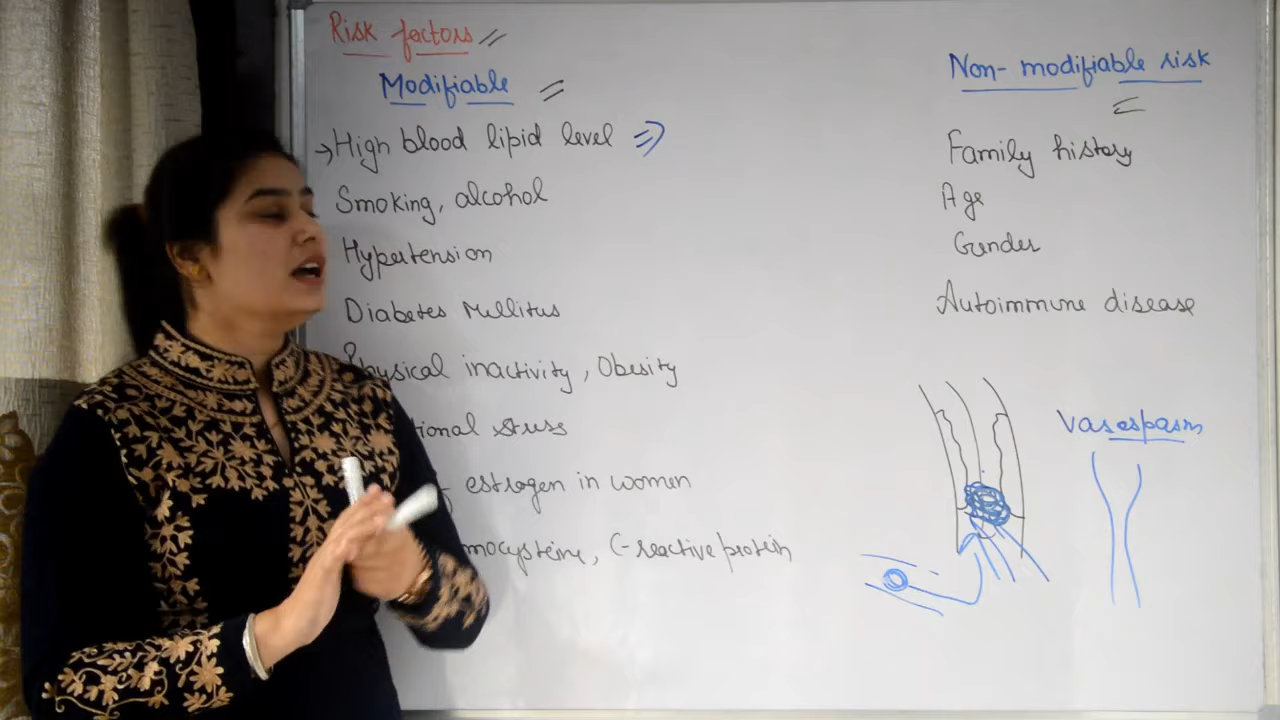 Risk factors
Modifiable
High blood lipid level
Smoking, alcohol
Hypertension
Diabetes Mellitus
Physical inactivity, Obesity
stress
estrogen in women
C-reactive protein
Non-modifiable risk
Family history
Age
Gender
Autoimmune disease
Vasospasm